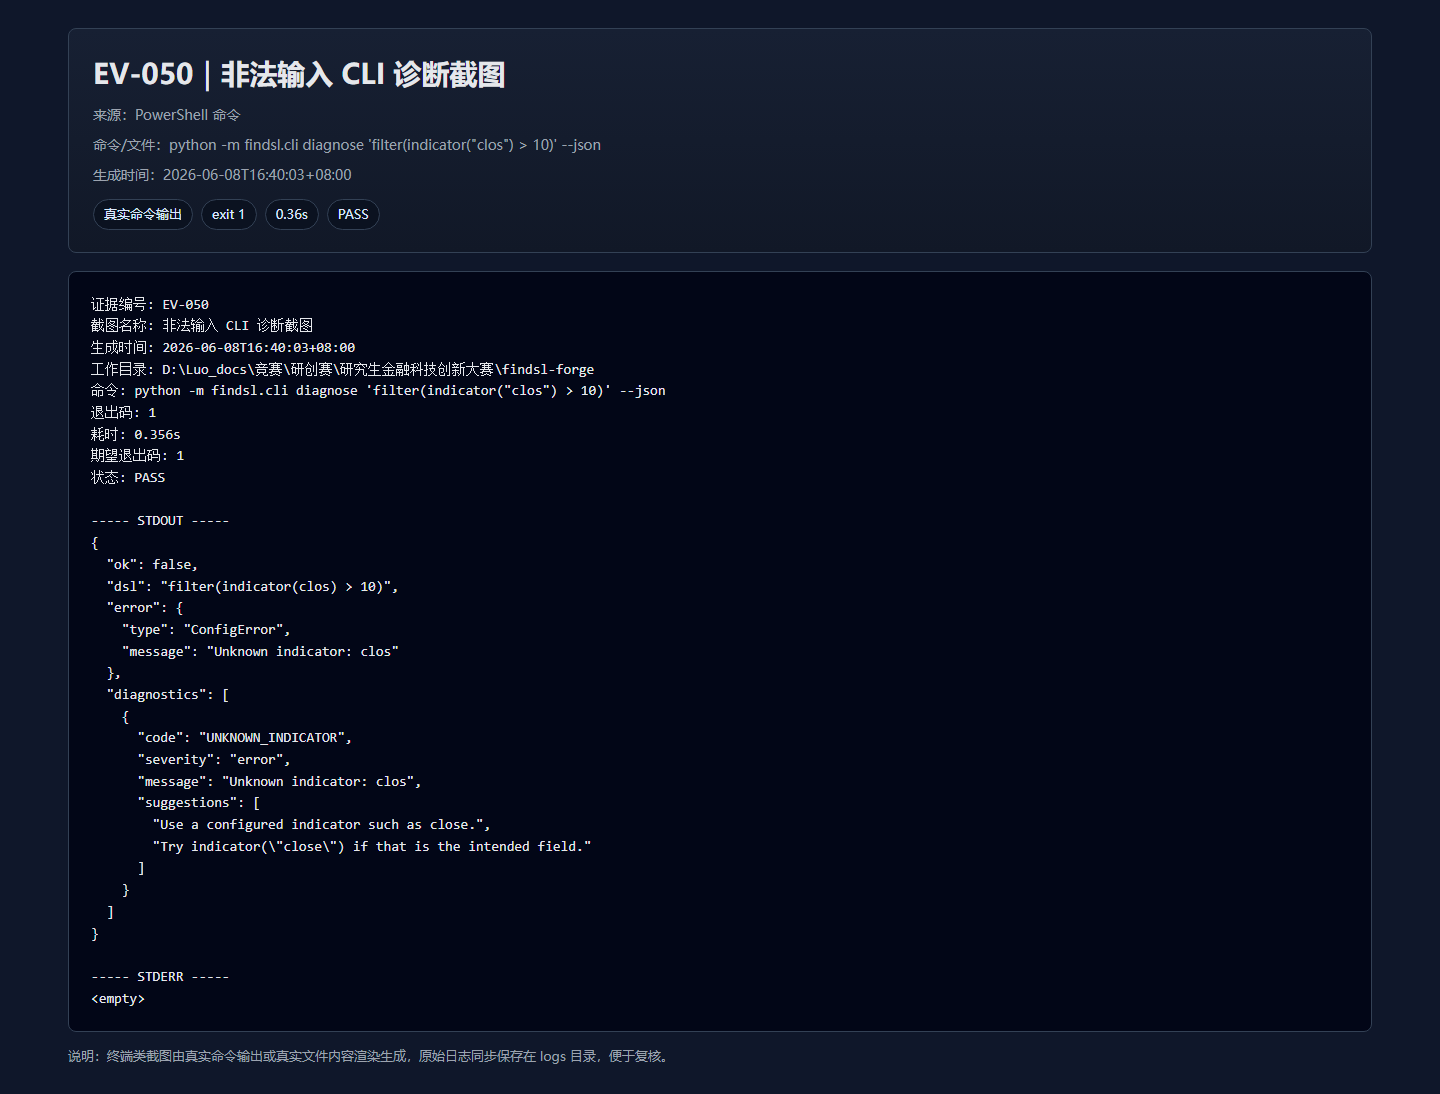 EV-050 | 非法输入 CLI 诊断截图
来源：PowerShell 命令
命令/文件：python -m findsl.cli diagnose 'filter(indicator("clos") > 10)' --json
生成时间：2026-06-08T16:40:03+08:00
真实命令输出 exit 1 0.36s PASS
证据编号: EV-050
截图名称: 非法输入 CLI 诊断截图
生成时间: 2026-06-08T16:40:03+08:00
工作目录: D:\Luo_docs\竞赛\研创赛\研究生金融科技创新大赛\findsl-forge
命令: python -m findsl.cli diagnose 'filter(indicator("clos") > 10)' --json
退出码: 1
耗时: 0.356s
期望退出码: 1
状态: PASS
----- STDOUT -----
{
  "ok": false,
  "dsl": "filter(indicator(clos) > 10)",
  "error": {
    "type": "ConfigError",
    "message": "Unknown indicator: clos"
  },
  "diagnostics": [
    {
      "code": "UNKNOWN_INDICATOR",
      "severity": "error",
      "message": "Unknown indicator: clos",
      "suggestions": [
        "Use a configured indicator such as close.",
        "Try indicator(\"close\") if that is the intended field."
      ]
    }
  ]
}
----- STDERR -----
<empty>
说明：终端类截图由真实命令输出或真实文件内容渲染生成，原始日志同步保存在 logs 目录，便于复核。